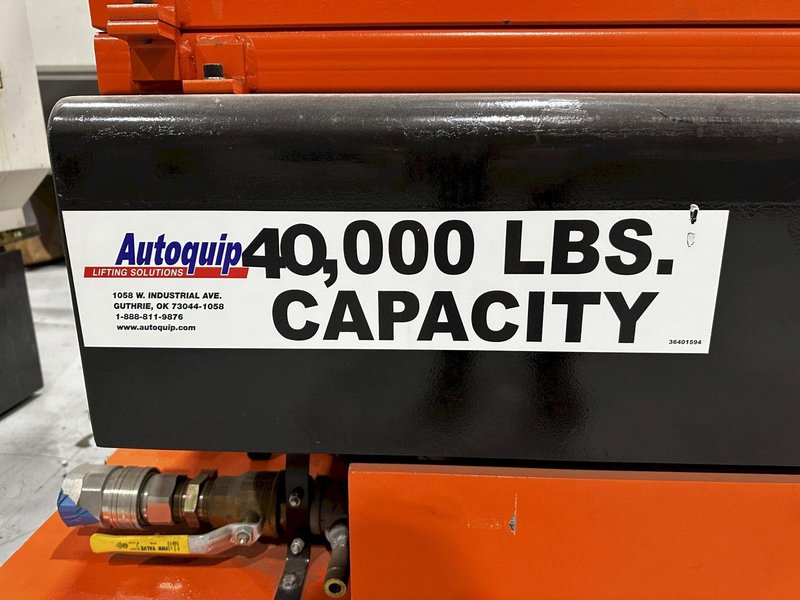 Autoquip
LIFTING SOLUTIONS
1058 W. INDUSTRIAL AVE.
GUTHRIE, OK 73044-1058
1-888-811-9876
www.autoquip.com
40,000 LBS.
CAPACITY
36401594